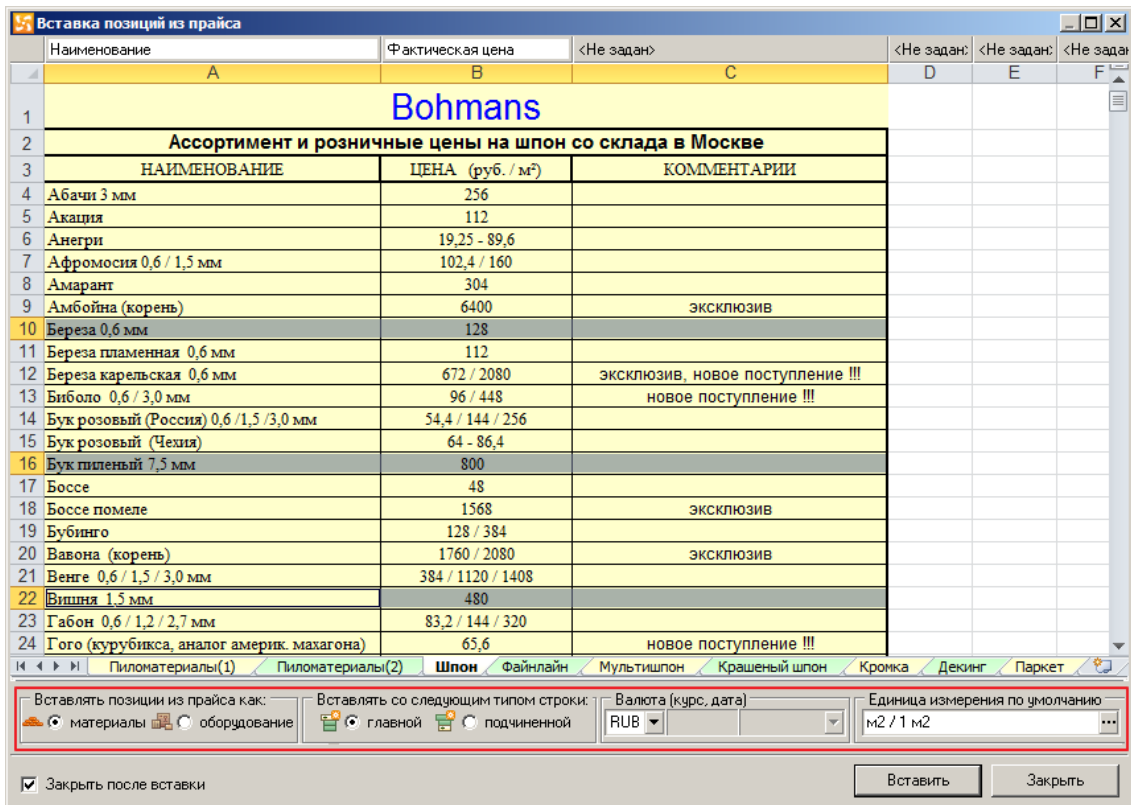 Вставка позиций из прайса
Наименование Фактическая цена <Не задан> <Не задан> <Не задан> <Не задан
A B C D E F
1 Bohmans
2 Ассортимент и розничные цены на шпон со склада в Москве
3 НАИМЕНОВАНИЕ ЦЕНА (руб. / м²) КОММЕНТАРИИ
4 Абачи 3 мм 256
5 Акация 112
6 Анегри 19,25 - 89,6
7 Афромосия 0,6 / 1,5 мм 102,4 / 160
8 Амарант 304
9 Амбойна (корень) 6400 эксклюзив
10 Береза 0,6 мм 128
11 Береза пламенная 0,6 мм 112
12 Береза карельская 0,6 мм 672 / 2080 эксклюзив, новое поступление !!!
13 Биболо 0,6 / 3,0 мм 96 / 448 новое поступление !!!
14 Бук розовый (Россия) 0,6 /1,5 /3,0 мм 54,4 / 144 / 256
15 Бук розовый (Чехия) 64 - 86,4
16 Бук пиленый 7,5 мм 800
17 Боссе 48
18 Боссе помеле 1568 эксклюзив
19 Бубинго 128 / 384
20 Вавона (корень) 1760 / 2080 эксклюзив
21 Венге 0,6 / 1,5 / 3,0 мм 384 / 1120 / 1408
22 Вишня 1,5 мм 480
23 Габон 0,6 / 1,2 / 2,7 мм 83,2 / 144 / 320
24 Гого (курубикса, аналог америк. махагона) 65,6 новое поступление !!!
Пиломатериалы(1) Пиломатериалы(2) Шпон Файнлайн Мультишпон Крашеный шпон Кромка Декинг Паркет
Вставлять позиции из прайса как: Вставлять со следующим типом строки: Валюта (курс, дата) Единица измерения по умолчанию
материалы оборудование главной подчиненной RUB м2 / 1 м2 ...
Закрыть после вставки Вставить Закрыть